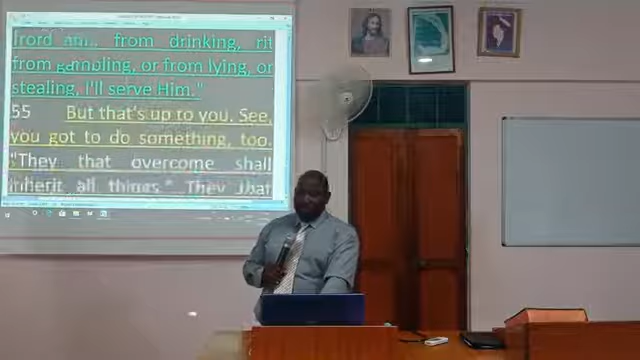 from drinking,
from gambling, or from lying, or
stealing, I'll serve Him."
55 But that's up to you. See,
you got to do something, too.
"They that overcome shall
inherit all things." They that